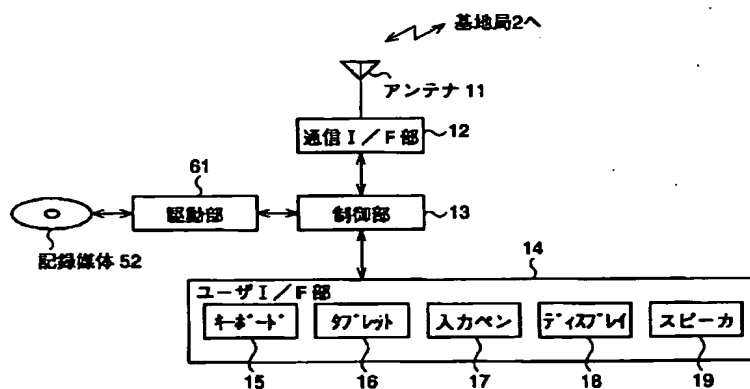 基地局2へ
アンテナ 11
通信 I／F部
12
61
駆動部
制御部
13
記録媒体 52
14
ユーザ I／F部
ｷｰﾎﾞｰﾄﾞ
ﾀﾌﾞﾚｯﾄ
入力ペン
ﾃﾞｨｽﾌﾟﾚｲ
スピーカ
15
16
17
18
19